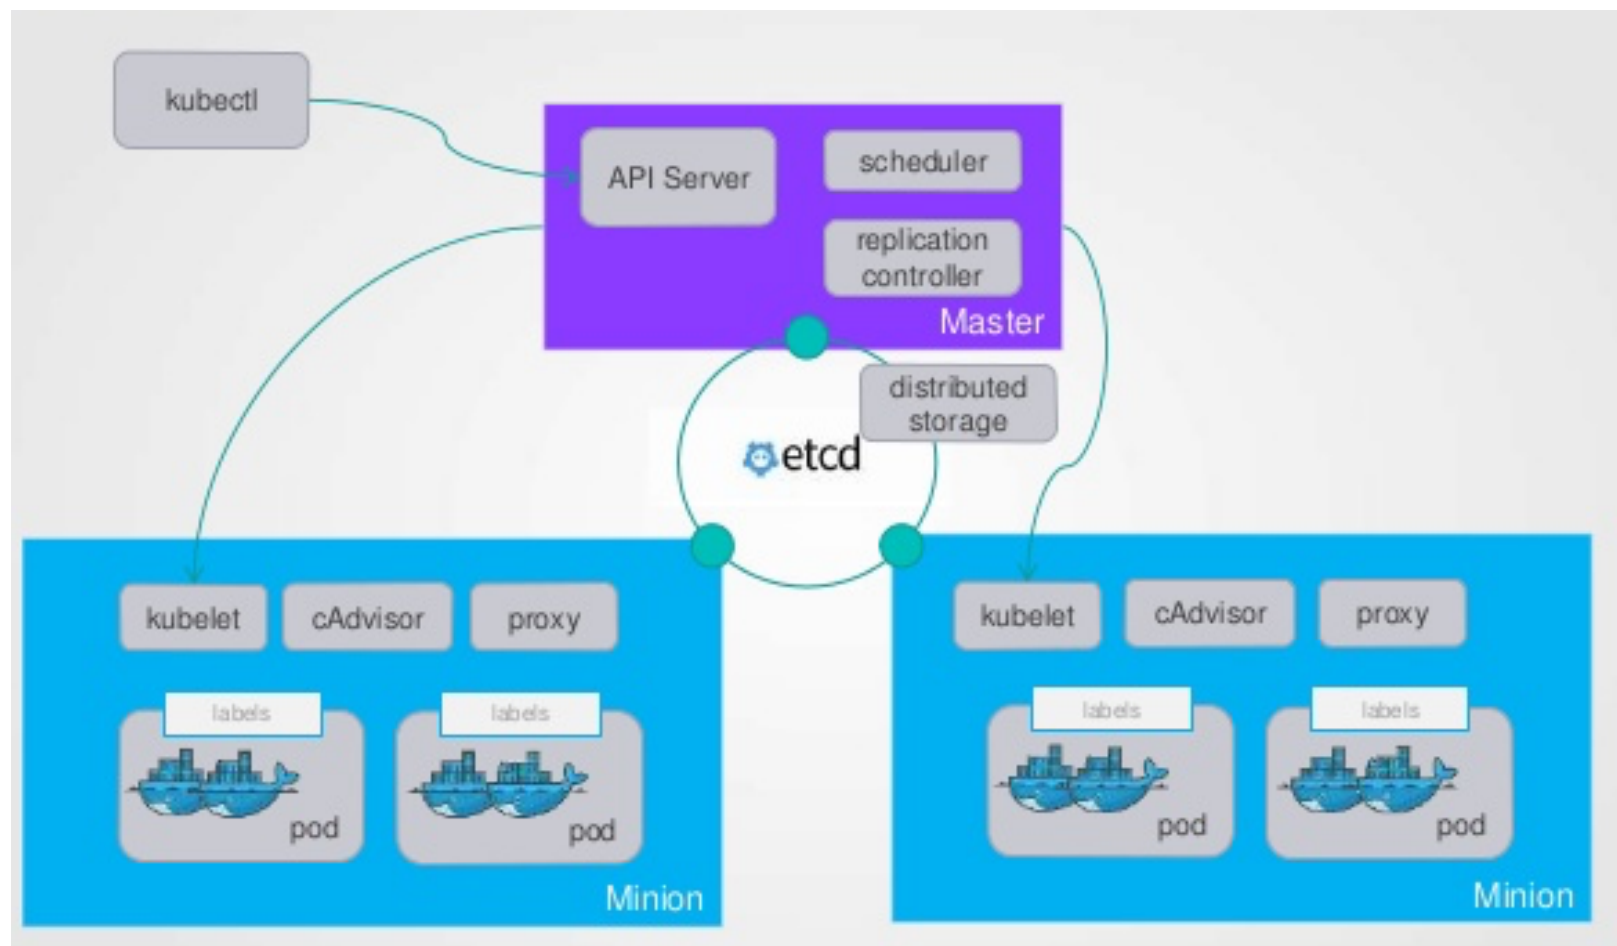 kubectl
API Server
scheduler
replication
controller
Master
distributed
storage
etcd
kubelet
cAdvisor
proxy
labels
pod
labels
pod
Minion
kubelet
cAdvisor
proxy
labels
pod
labels
pod
Minion